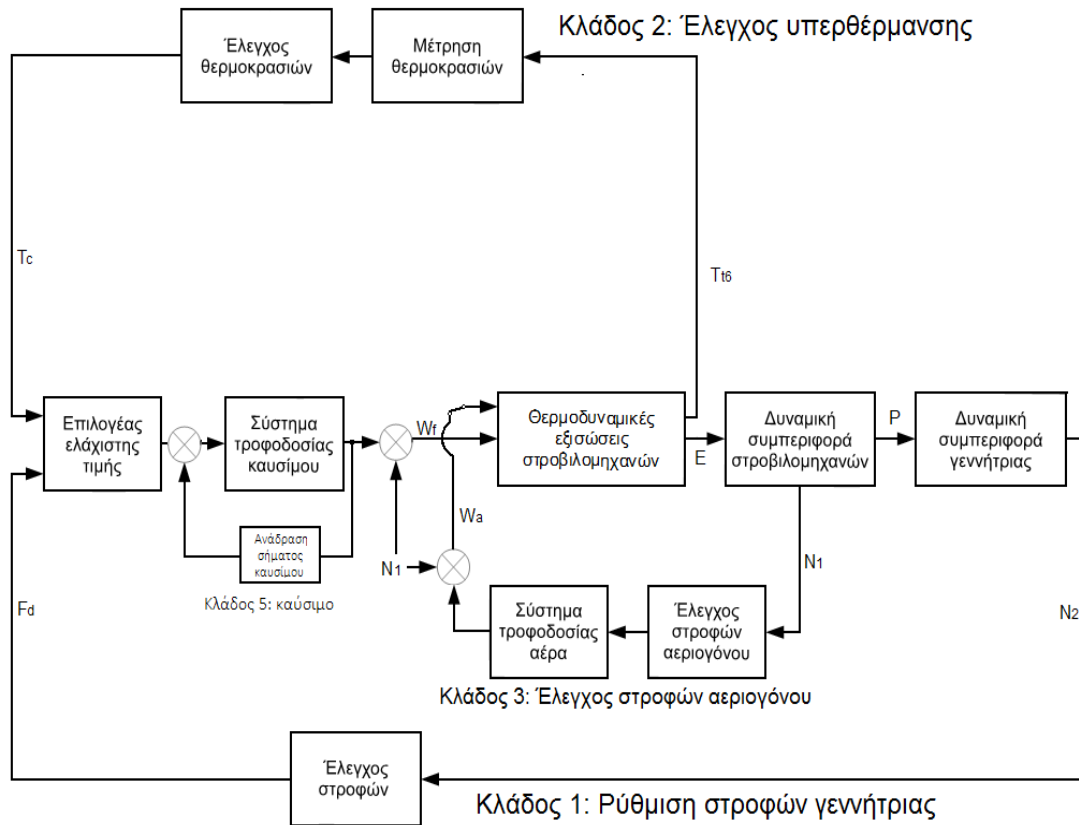 Κλάδος 2: Έλεγχος υπερθέρμανσης
Έλεγχος
θερμοκρασιών
Μέτρηση
θερμοκρασιών
Tc
Tt6
Επιλογέας
ελάχιστης
τιμής
Σύστημα
τροφοδοσίας
καυσίμου
Wf
Θερμοδυναμικές
εξισώσεις
στροβιλομηχανών
E
Δυναμική
συμπεριφορά
στροβιλομηχανών
P
Δυναμική
συμπεριφορά
γεννήτριας
Ανάδραση
σήματος
καυσίμου
Κλάδος 5: καύσιμο
Wa
N1
N1
Fd
N2
Σύστημα
τροφοδοσίας
αέρα
Έλεγχος
στροφών
αεριογόνου
Κλάδος 3: Έλεγχος στροφών αεριογόνου
Έλεγχος
στροφών
Κλάδος 1: Ρύθμιση στροφών γεννήτριας